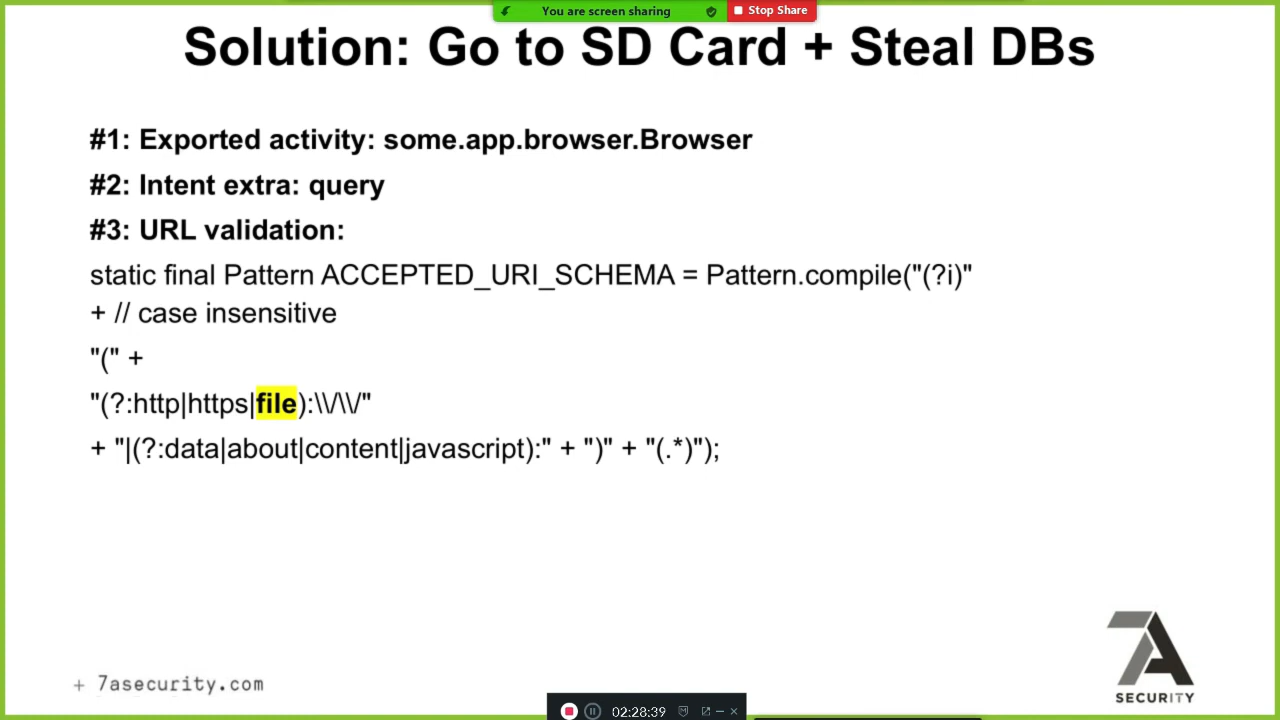 You are screen sharing
Stop Share
Solution: Go to SD Card + Steal DBs
#1: Exported activity: some.app.browser.Browser
#2: Intent extra: query
#3: URL validation:
static final Pattern ACCEPTED_URI_SCHEMA = Pattern.compile("(?i)"
+ // case insensitive
"(" +
"(?:http|https|file):\\/\\/"
+ "|(?:data|about|content|javascript):" + ")" + "(.*)");
+ 7asecurity.com
7A
SECURITY
02:28:39